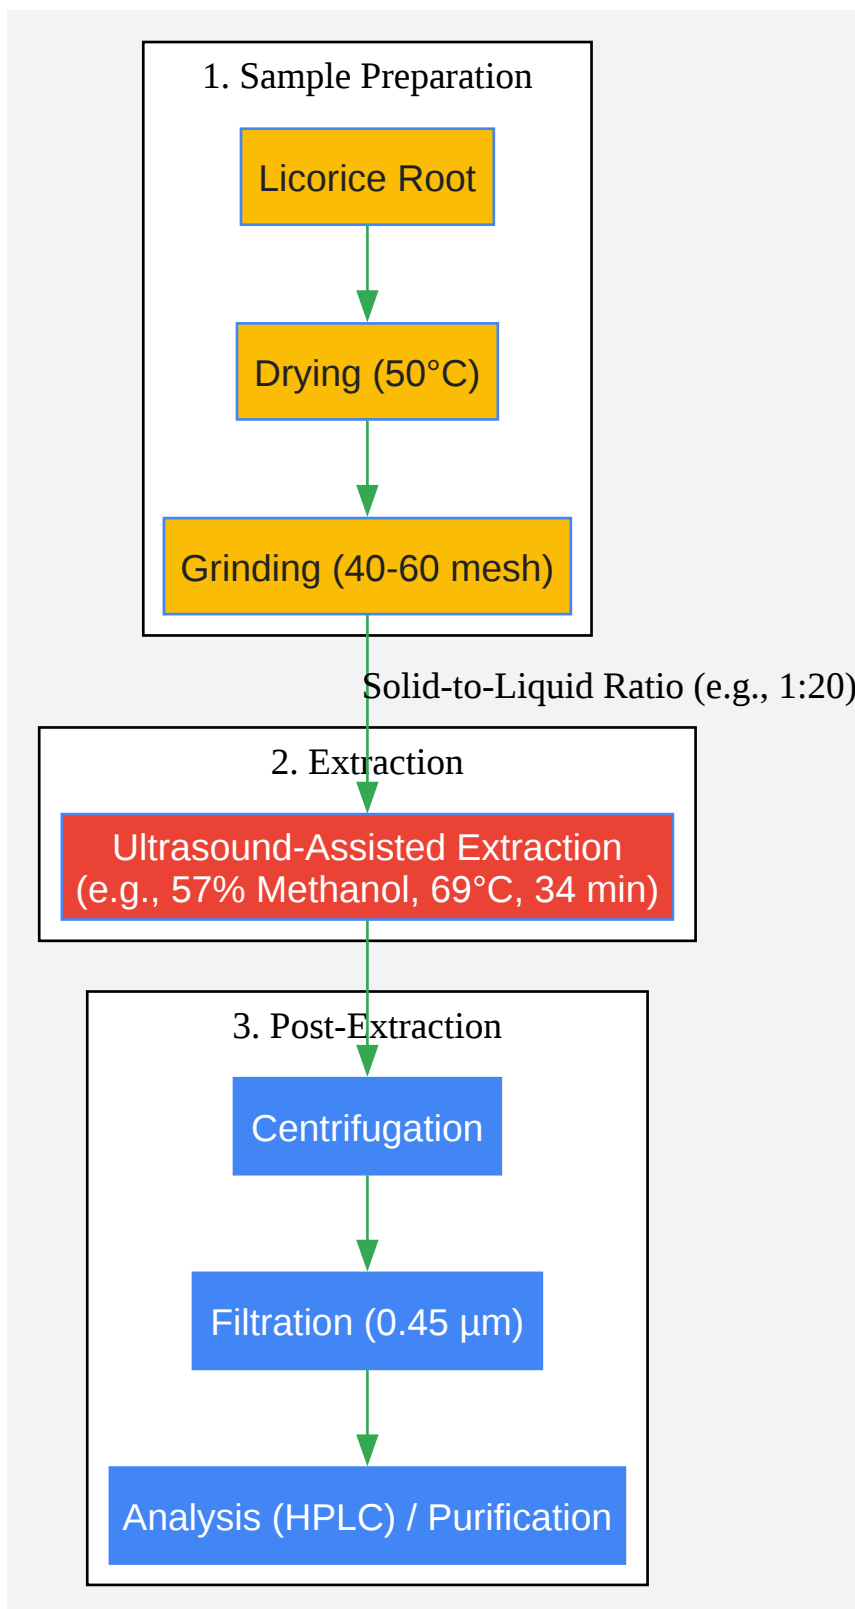 1. Sample Preparation
Licorice Root
Drying (50°C)
Grinding (40-60 mesh)
Solid-to-Liquid Ratio (e.g., 1:20)
2. Extraction
Ultrasound-Assisted Extraction
(e.g., 57% Methanol, 69°C, 34 min)
3. Post-Extraction
Centrifugation
Filtration (0.45 µm)
Analysis (HPLC) / Purification